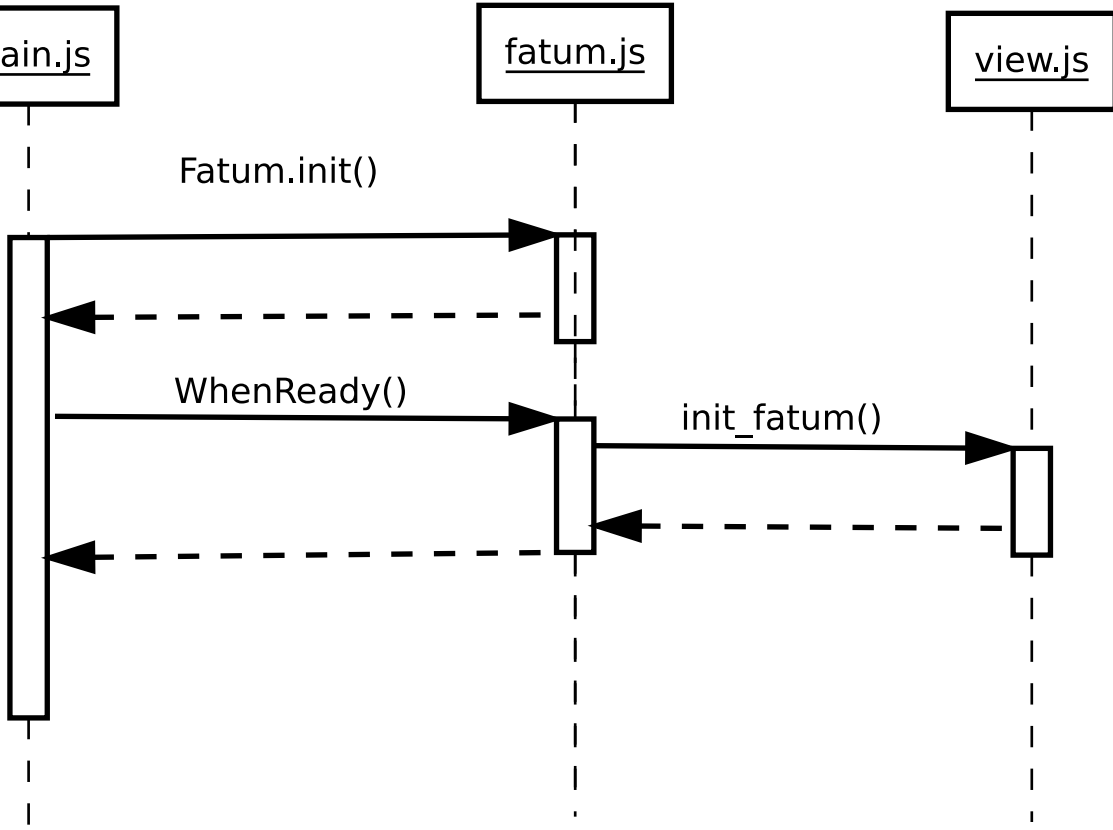 ain.js
fatum.js
view.js
Fatum.init()
WhenReady()
init_fatum()